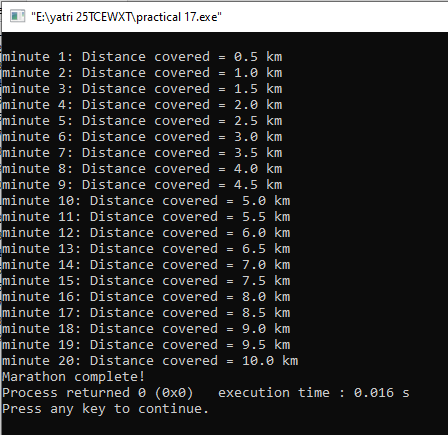 "E:\yatri 25TCEWXT\practical 17.exe"
minute 1: Distance covered = 0.5 km
minute 2: Distance covered = 1.0 km
minute 3: Distance covered = 1.5 km
minute 4: Distance covered = 2.0 km
minute 5: Distance covered = 2.5 km
minute 6: Distance covered = 3.0 km
minute 7: Distance covered = 3.5 km
minute 8: Distance covered = 4.0 km
minute 9: Distance covered = 4.5 km
minute 10: Distance covered = 5.0 km
minute 11: Distance covered = 5.5 km
minute 12: Distance covered = 6.0 km
minute 13: Distance covered = 6.5 km
minute 14: Distance covered = 7.0 km
minute 15: Distance covered = 7.5 km
minute 16: Distance covered = 8.0 km
minute 17: Distance covered = 8.5 km
minute 18: Distance covered = 9.0 km
minute 19: Distance covered = 9.5 km
minute 20: Distance covered = 10.0 km
Marathon complete!
Process returned 0 (0x0)   execution time : 0.016 s
Press any key to continue.